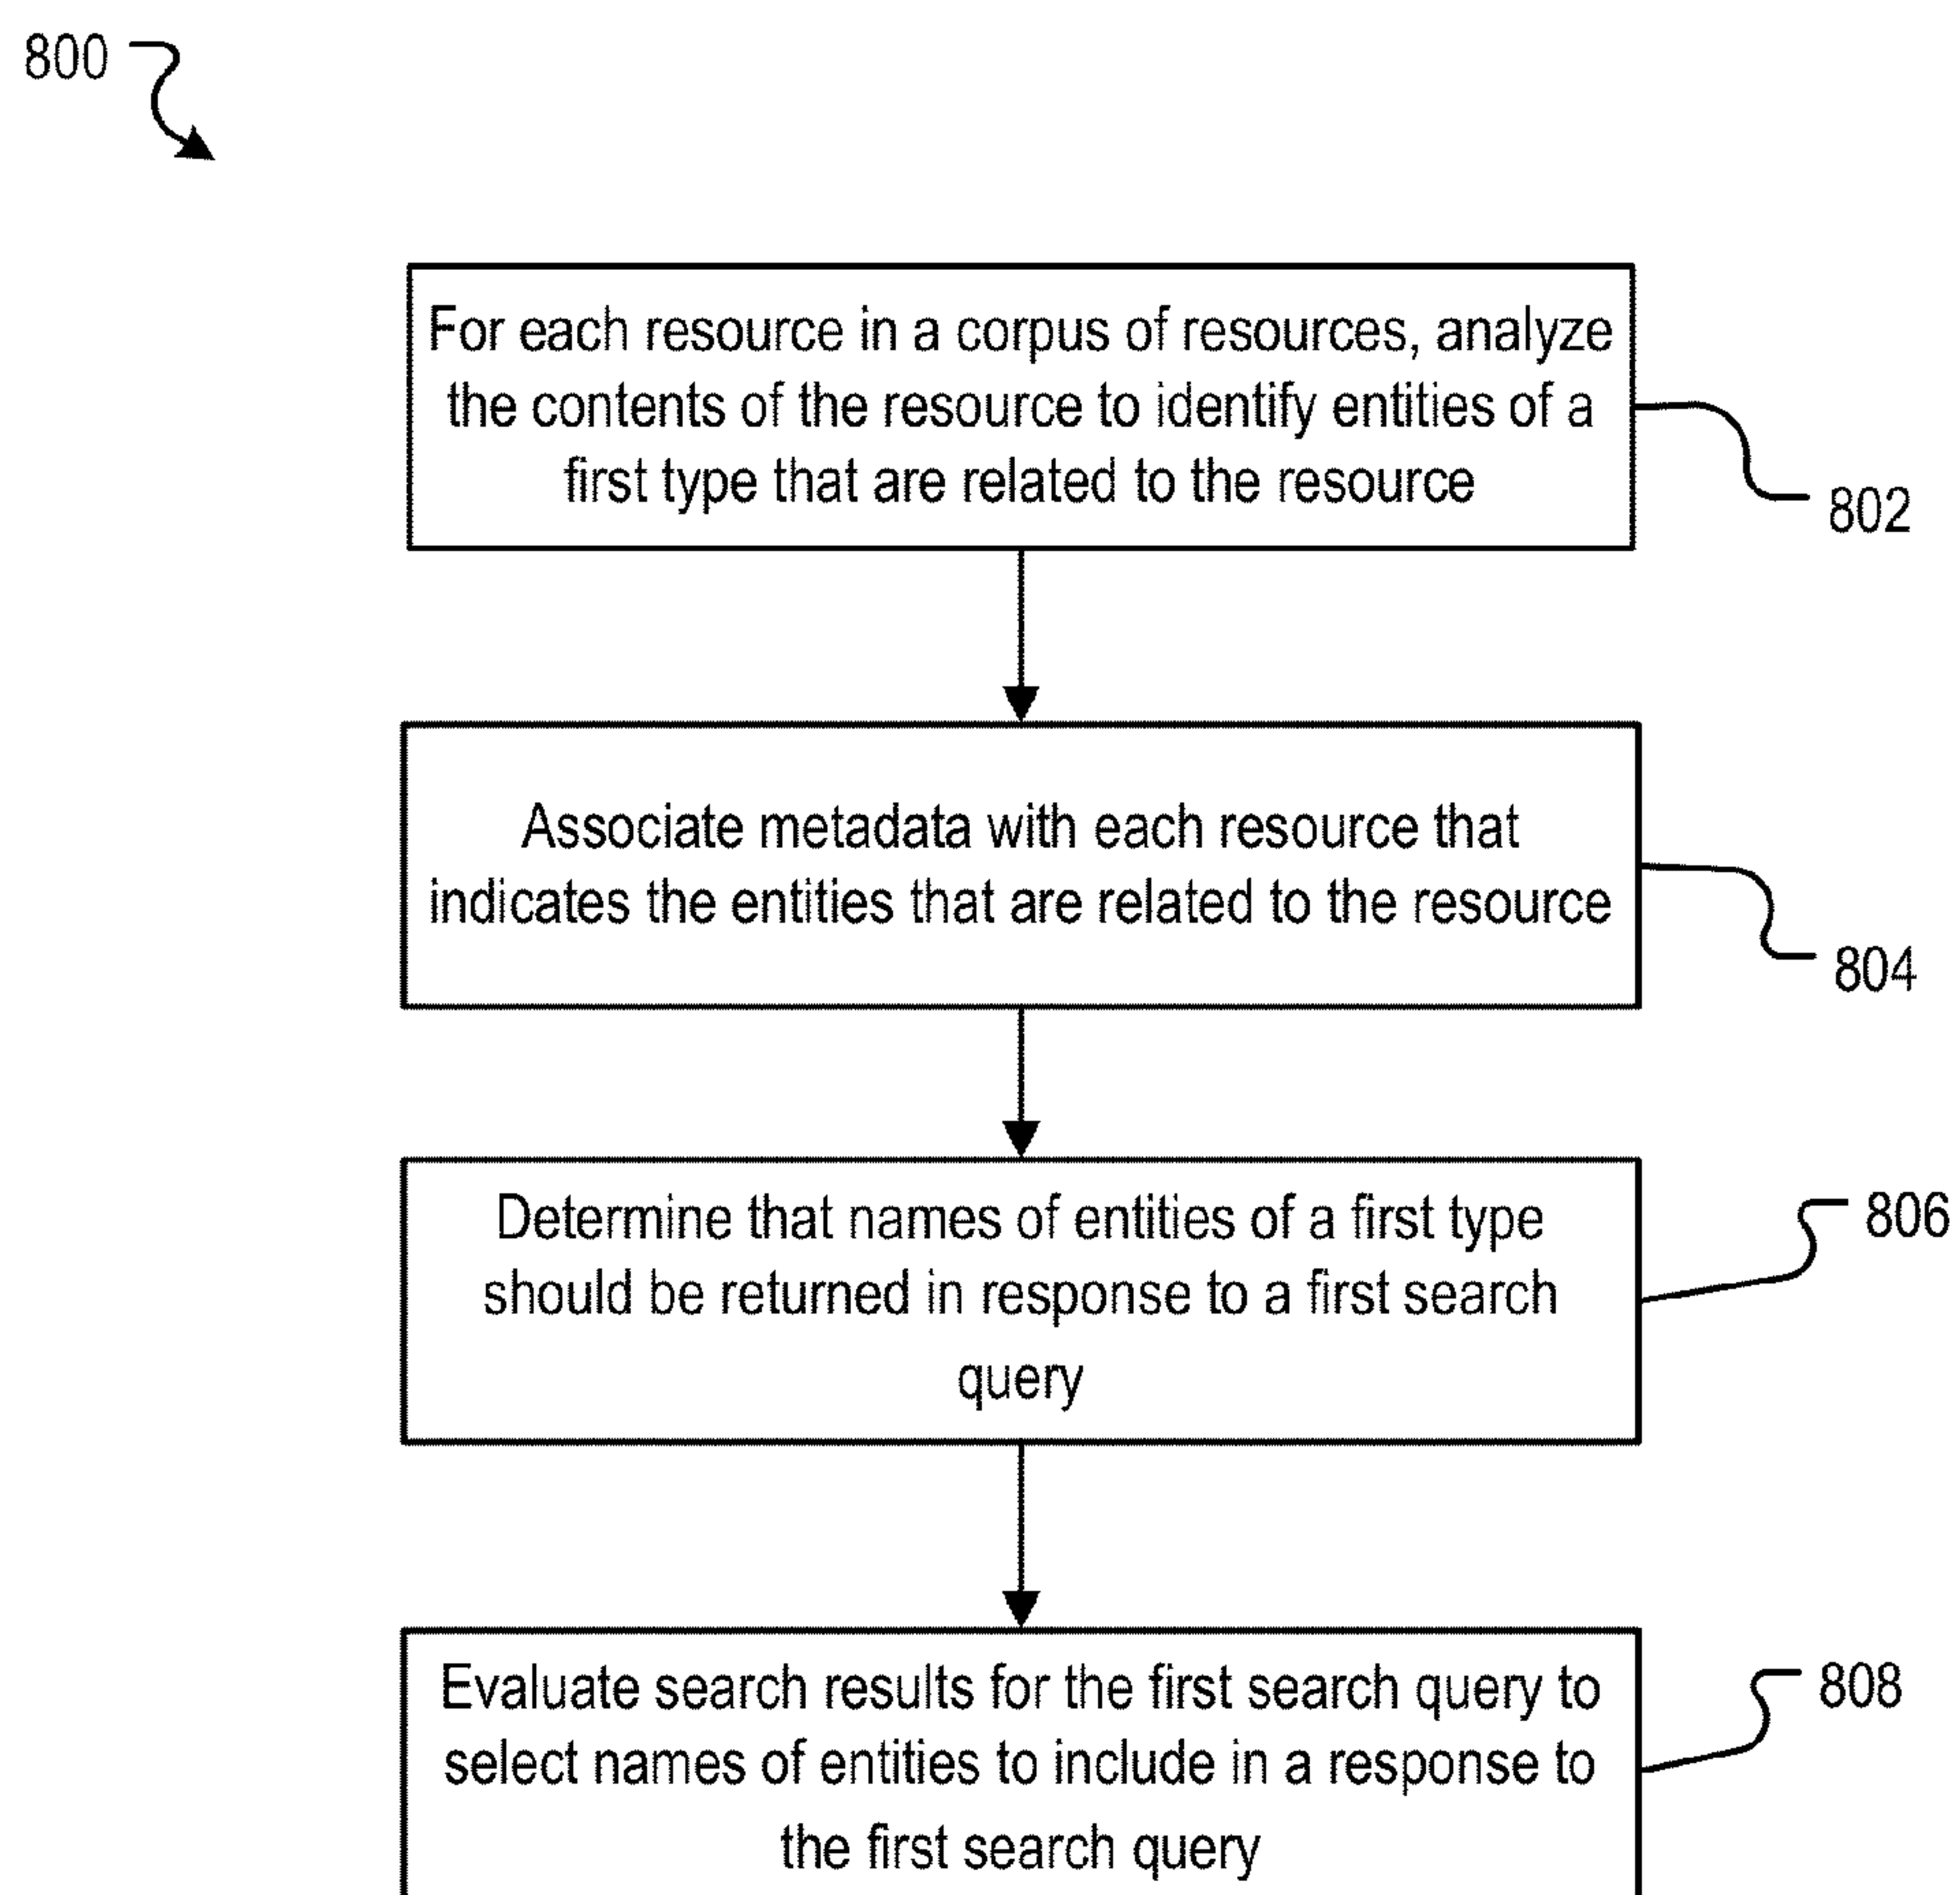 800
For each resource in a corpus of resources, analyze
the contents of the resource to identify entities of a
first type that are related to the resource
802
Associate metadata with each resource that
indicates the entities that are related to the resource
804
Determine that names of entities of a first type
should be returned in response to a first search
query
806
Evaluate search results for the first search query to
select names of entities to include in a response to
the first search query
808